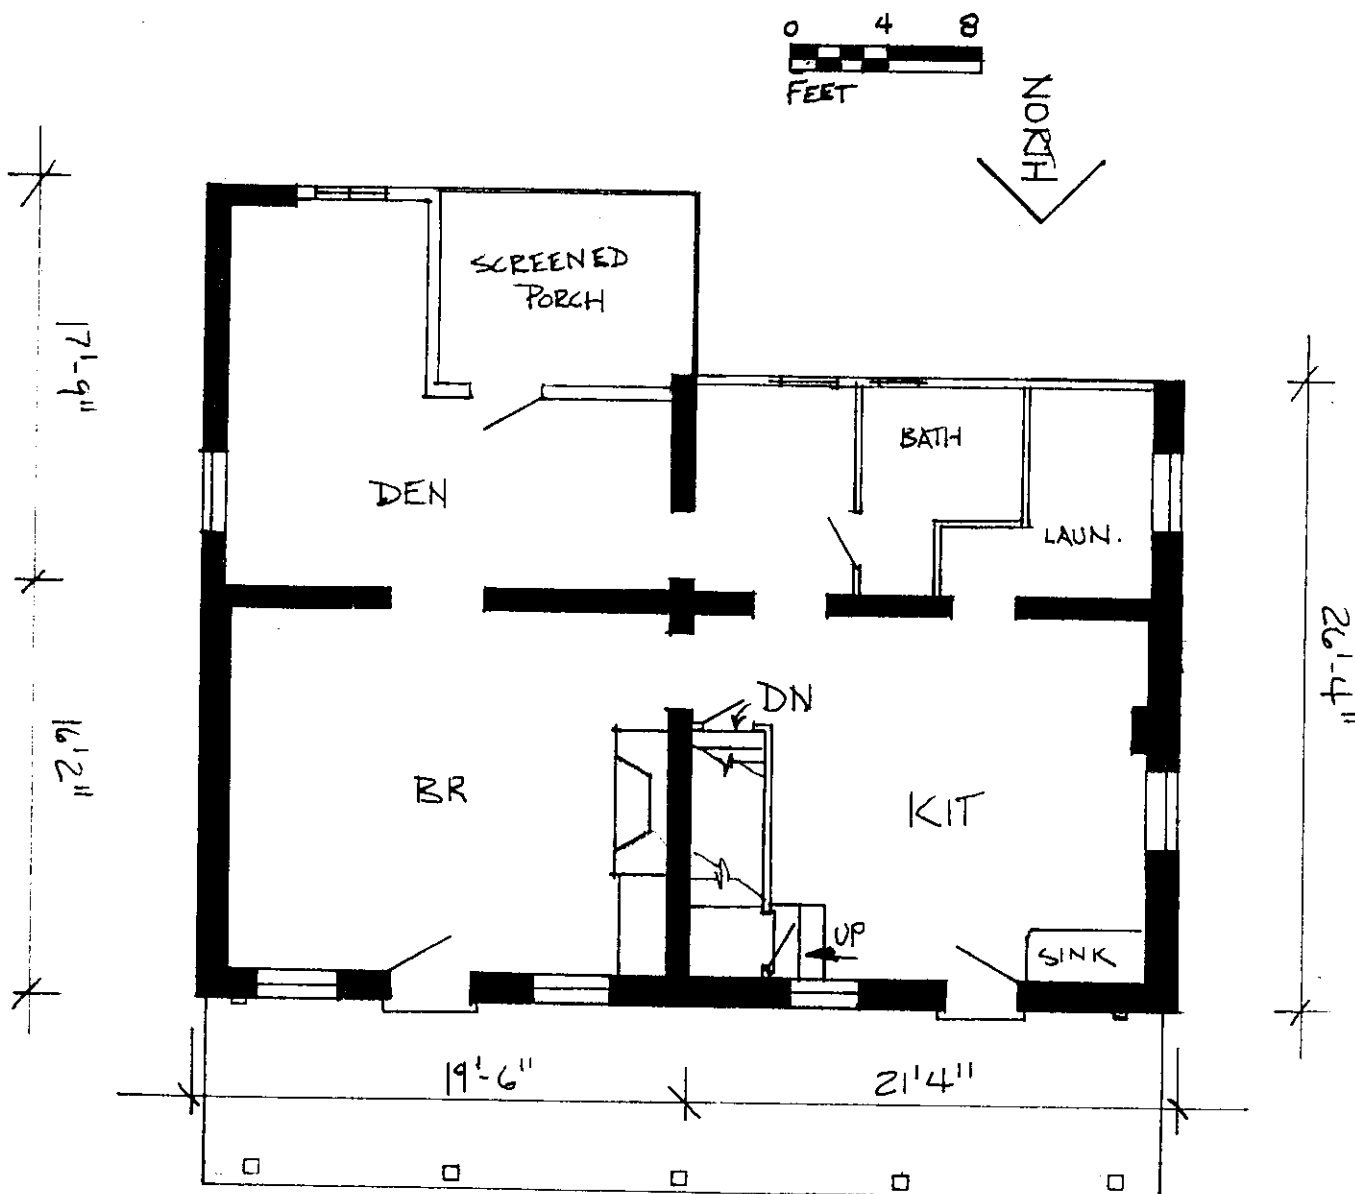 0 4 8
FEET
NORTH
SCREENED
PORCH
17'-9"
BATH
DEN
LAUN.
26'-4"
DN
16'2"
BR
KIT
UP
SINK
19'-6"
21'4"